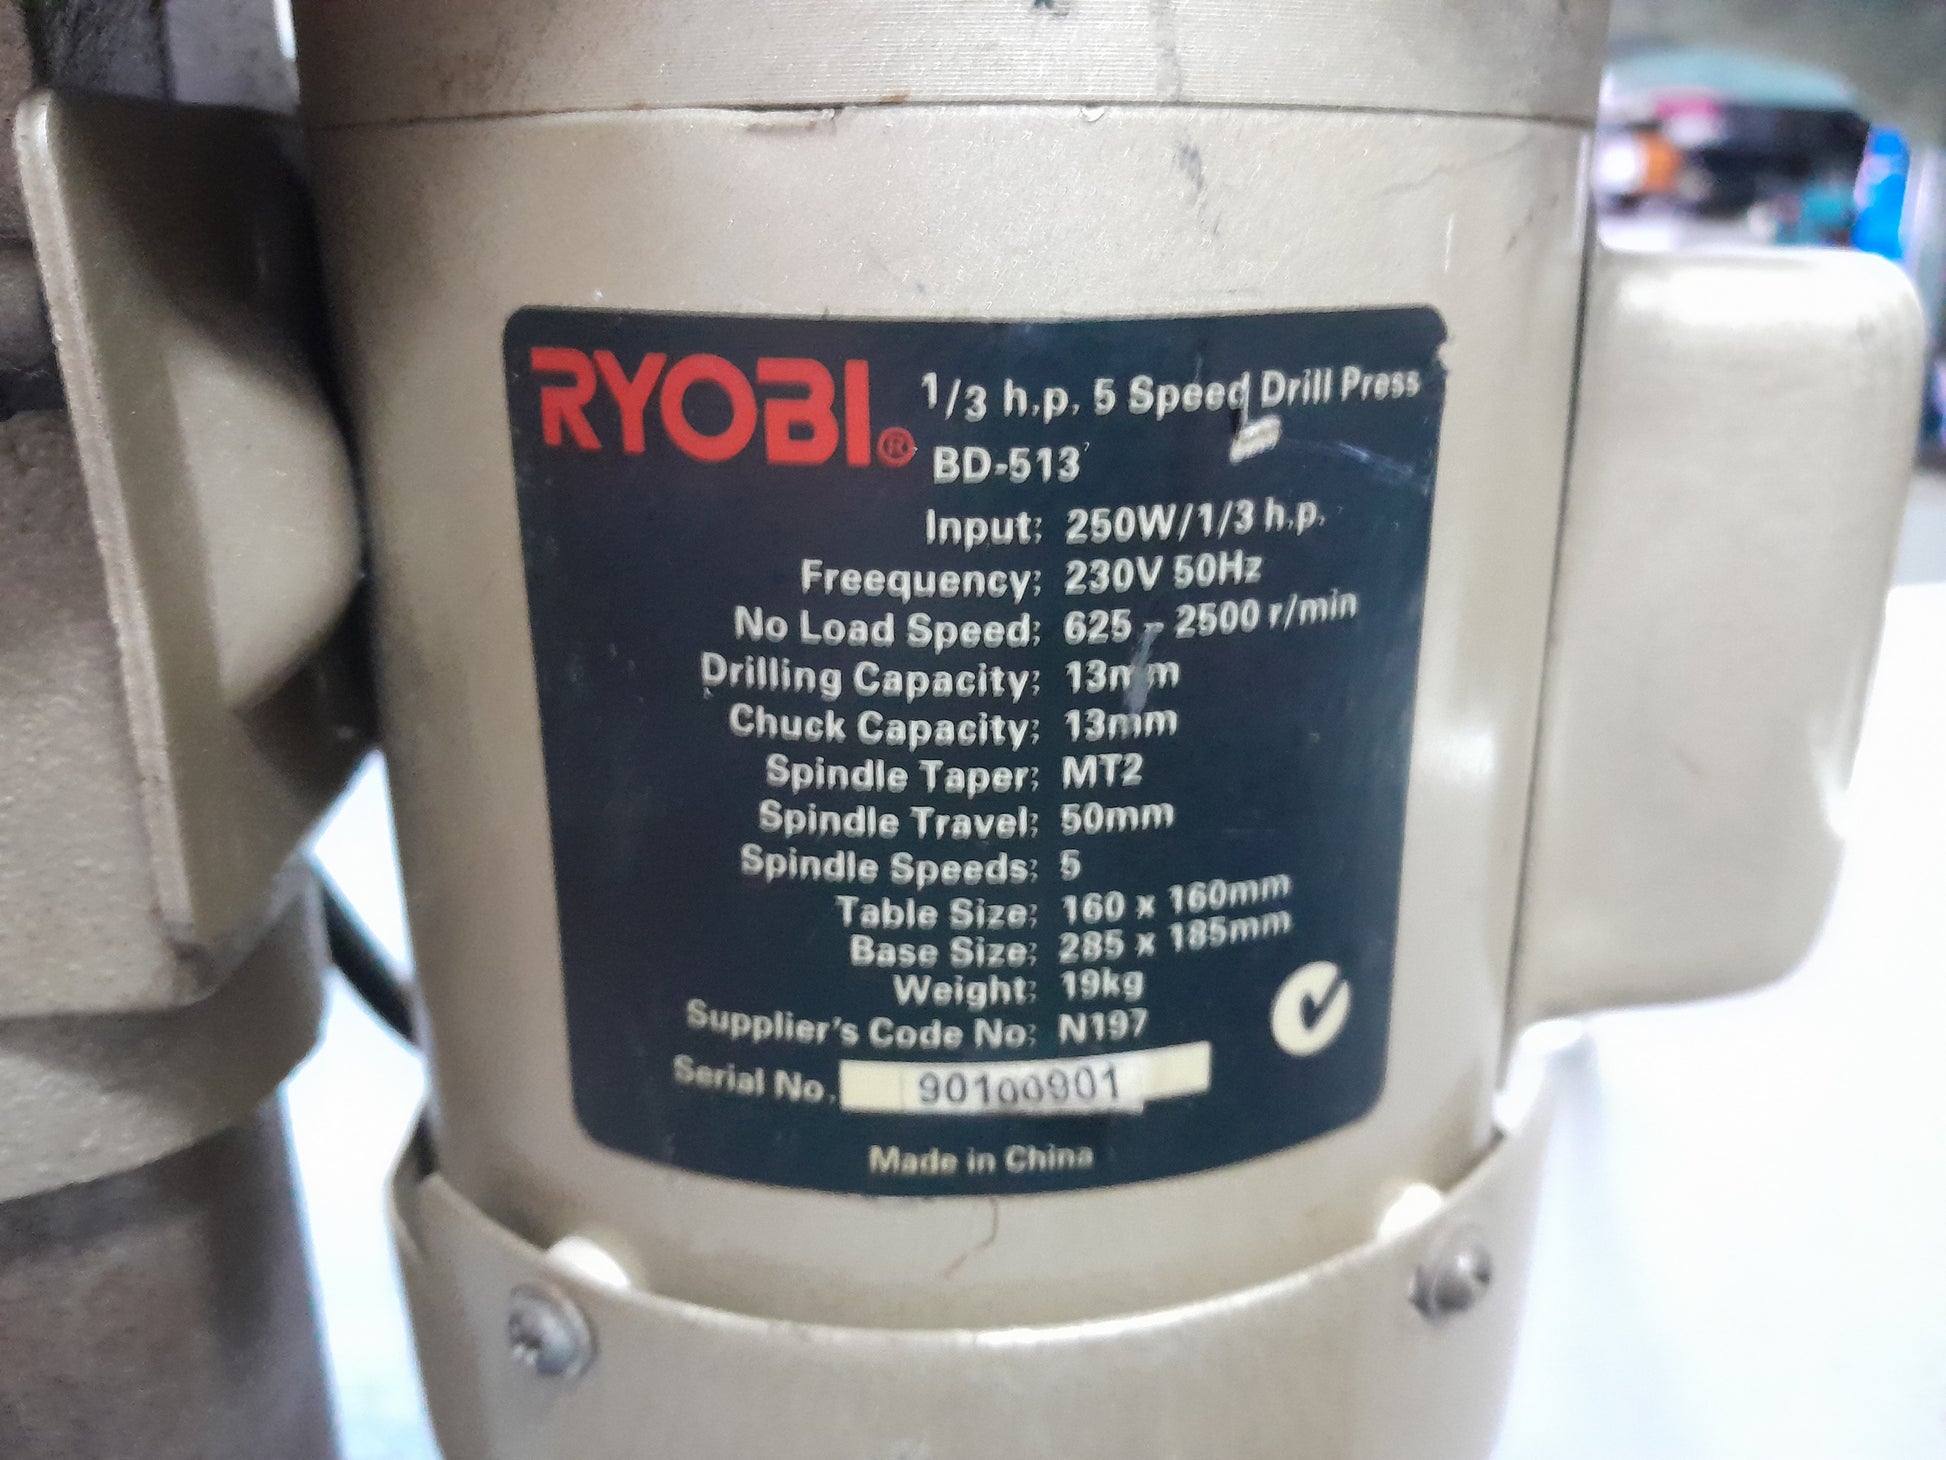 RYOBI® 1/3 h.p. 5 Speed Drill Press
BD-513
Input: 250W/1/3 h.p.
Freequency: 230V 50Hz
No Load Speed: 625 - 2500 r/min
Drilling Capacity: 13mm
Chuck Capacity: 13mm
Spindle Taper: MT2
Spindle Travel: 50mm
Spindle Speeds: 5
Table Size: 160 x 160mm
Base Size: 285 x 185mm
Weight: 19kg
Supplier's Code No: N197
Serial No. 90100901
Made in China